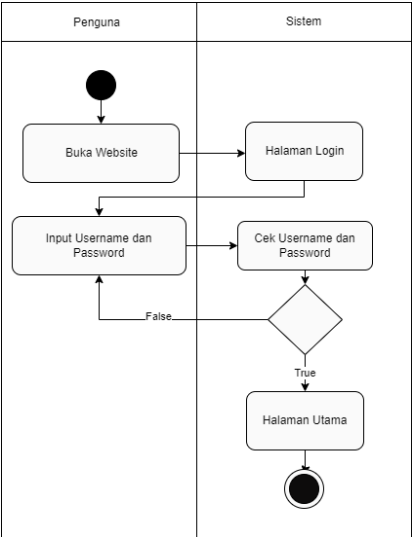 Penguna
Sistem
Buka Website
Halaman Login
Input Username dan
Password
Cek Username dan
Password
False
True
Halaman Utama